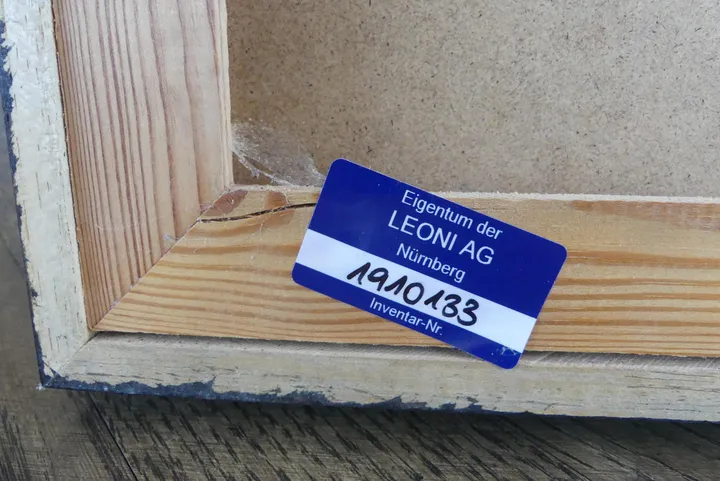 Eigentum der
LEONI AG
Nürnberg
1910133
Inventar-Nr.